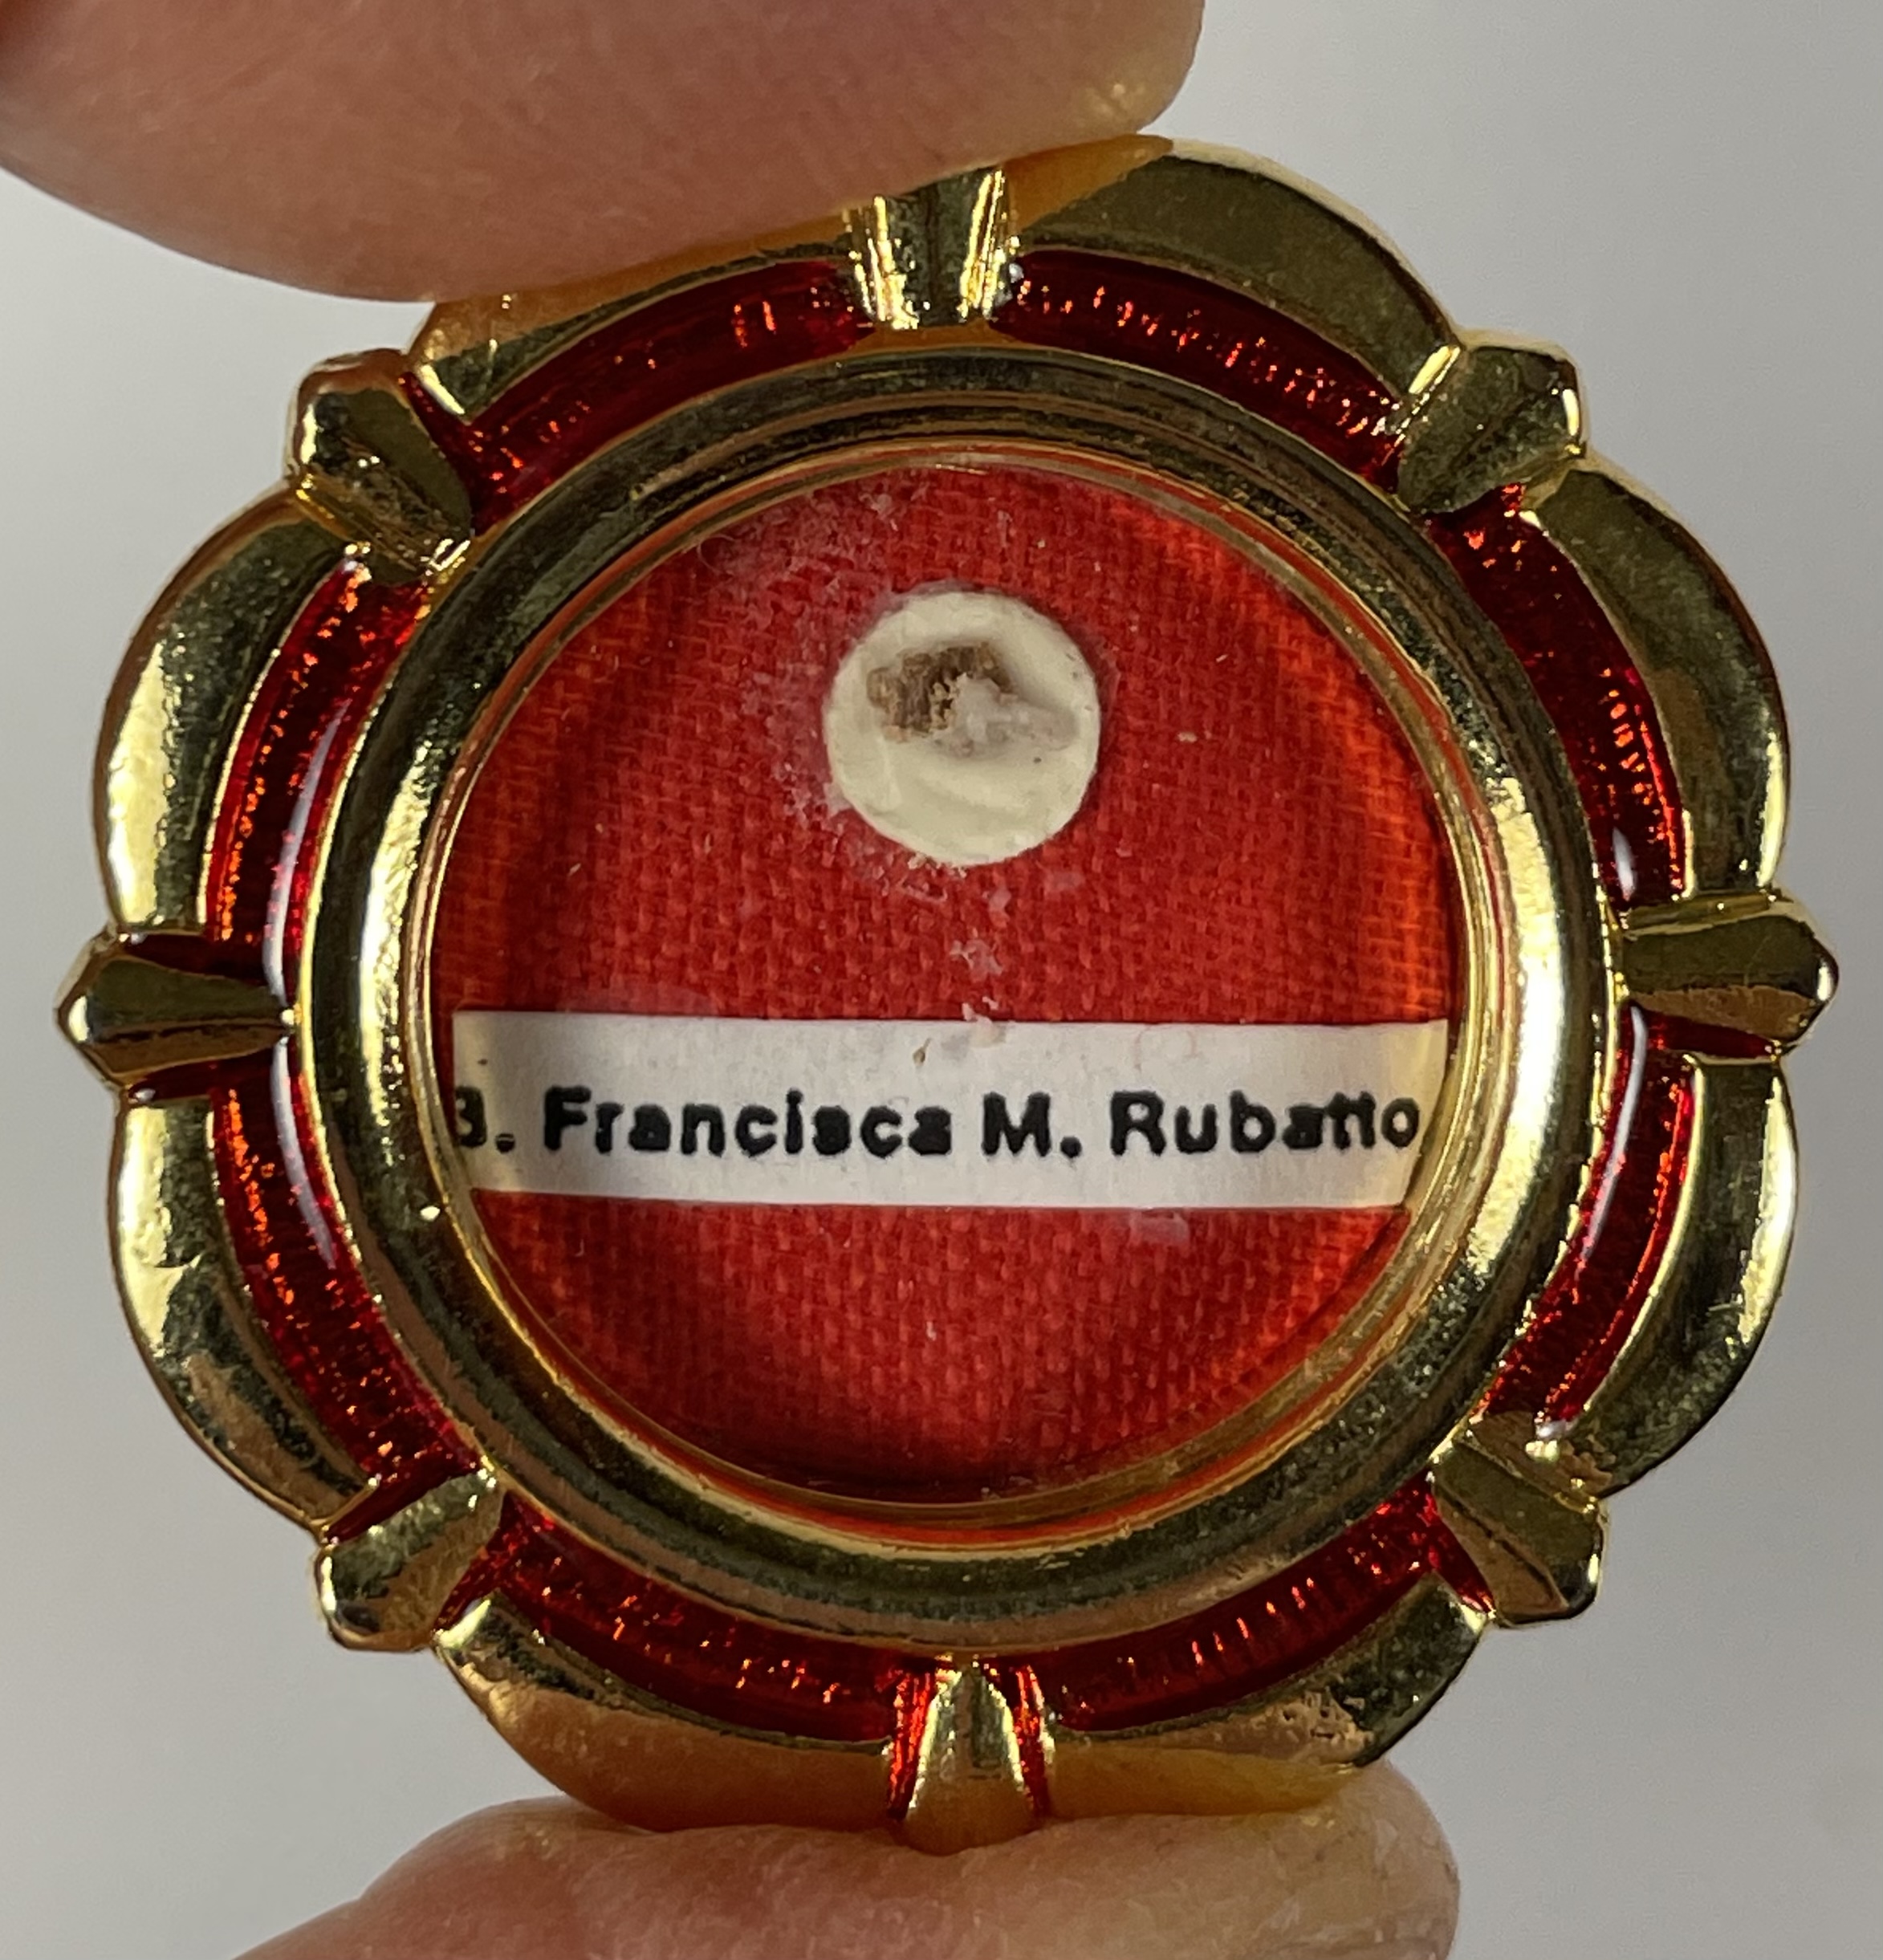 B. Francisca M. Rubatto